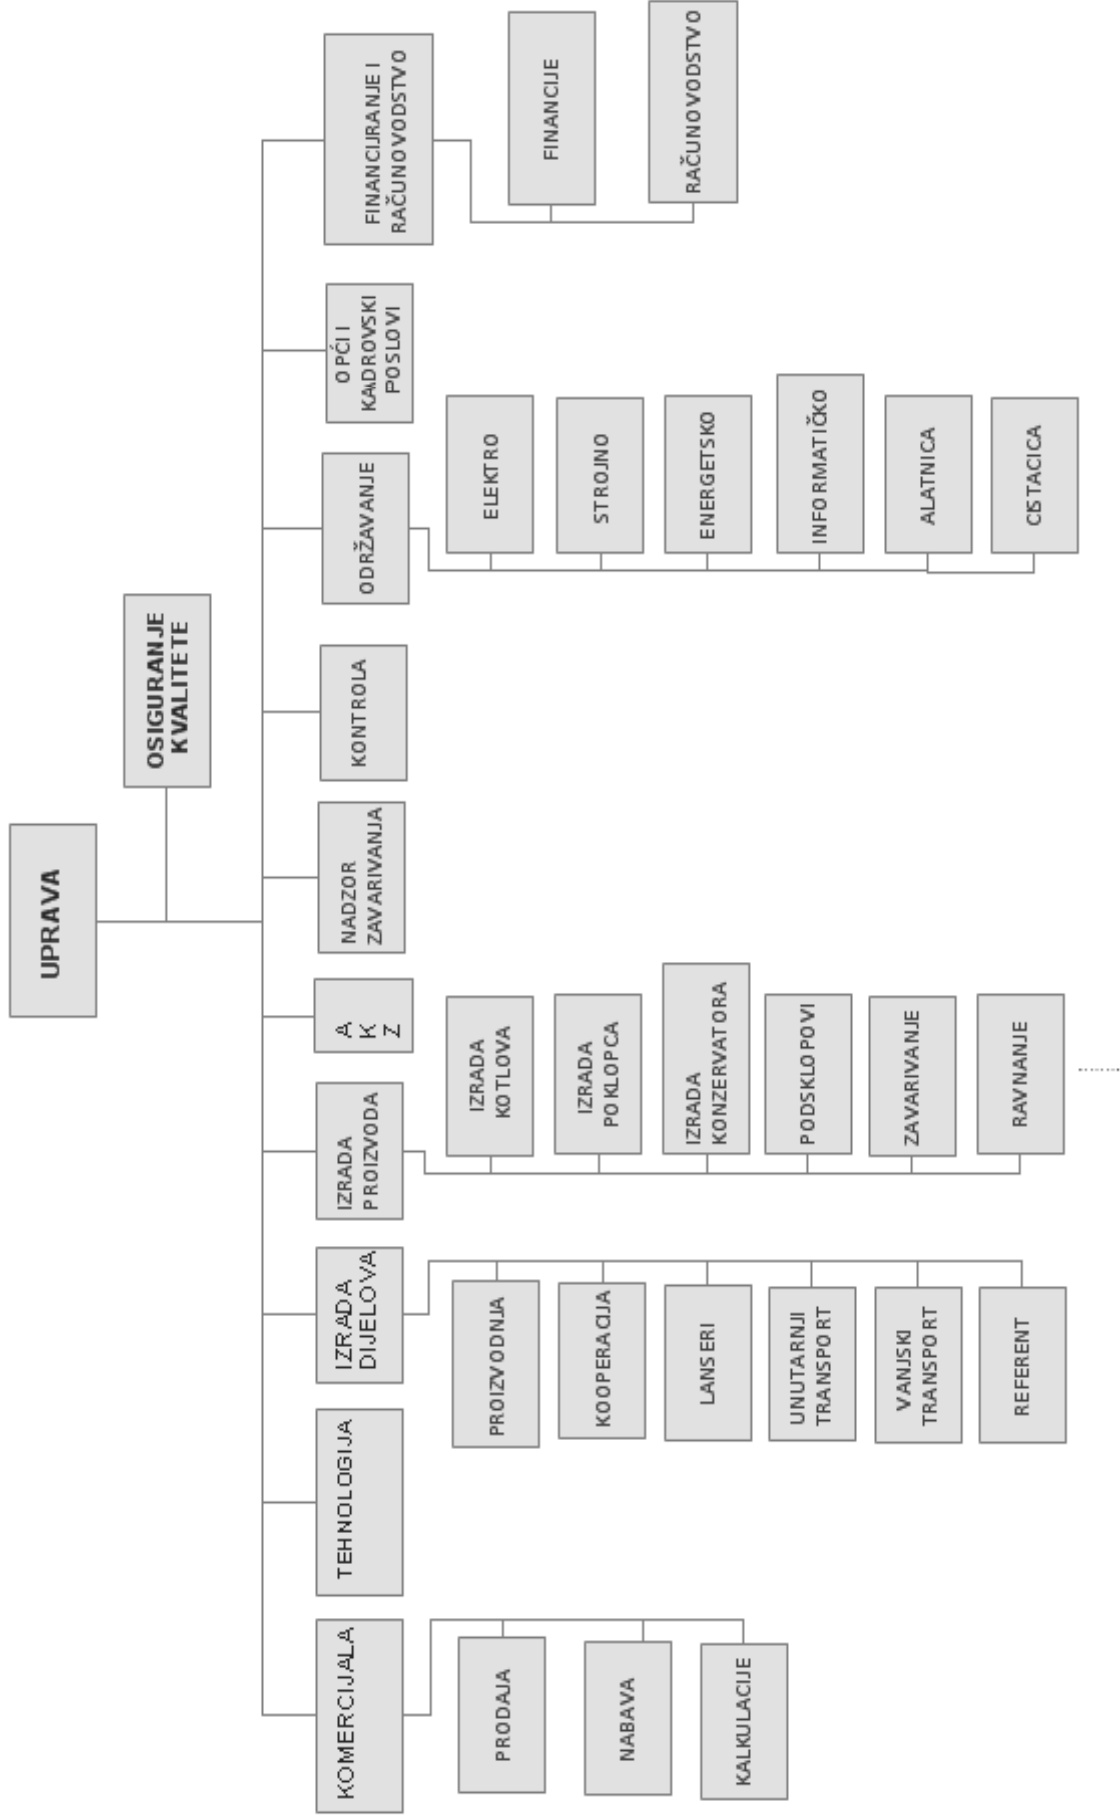 UPRAVA
OSIGURANJE
KVALITETE
KOMERCIJALA
TEHNOLOGIJA
IZRADA
DIJELOVA
IZRADA
PROIZVODA
A
K
Z
NADZOR
ZAVARIVANJA
KONTROLA
ODRŽAVANJE
OPĆI I
KADROVSKI
POSLOVI
FINANCIJRANJE I
RAČUNOVODSTVO
PRODAJA
NABAVA
KALKULACIJE
PROIZVODNJA
KOOPERACIJA
LANSERI
UNUTARNJI
TRANSPORT
VANJSKI
TRANSPORT
REFERENT
IZRADA
KOTLOVA
IZRADA
POKLOPCA
IZRADA
KONZERVATORA
PODSKLOPOVI
ZAVARIVANJE
RAVNANJE
ELEKTRO
STROJNO
ENERGETSKO
INFORMATIČKO
ALATNICA
CISTACICA
FINANCIJE
RAČUNOVODSTVO